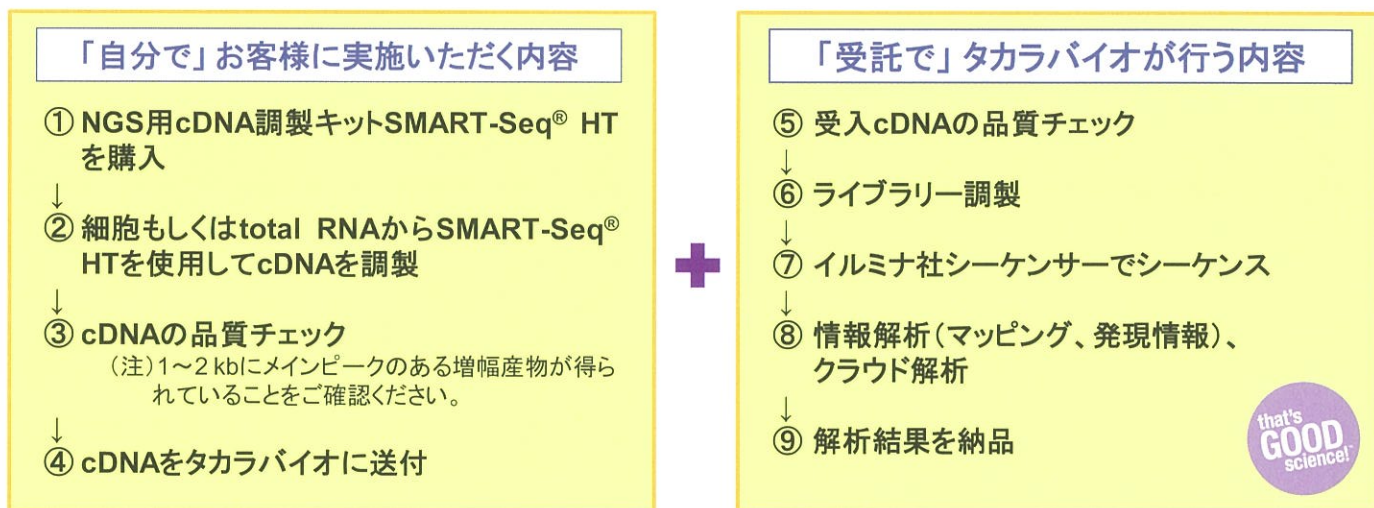 「自分で」お客様に実施いただく内容
① NGS用cDNA調製キットSMART-Seq® HT
を購入
↓
② 細胞もしくはtotal RNAからSMART-Seq®
HTを使用してcDNAを調製
↓
③ cDNAの品質チェック
(注)1～2 kbにメインピークのある増幅産物が得ら
れていることをご確認ください。
↓
④ cDNAをタカラバイオに送付
+
「受託で」タカラバイオが行う内容
⑤ 受入cDNAの品質チェック
↓
⑥ ライブラリー調製
↓
⑦ イルミナ社シーケンサーでシーケンス
↓
⑧ 情報解析(マッピング、発現情報)、
クラウド解析
↓
⑨ 解析結果を納品
that's
GOOD
science!™